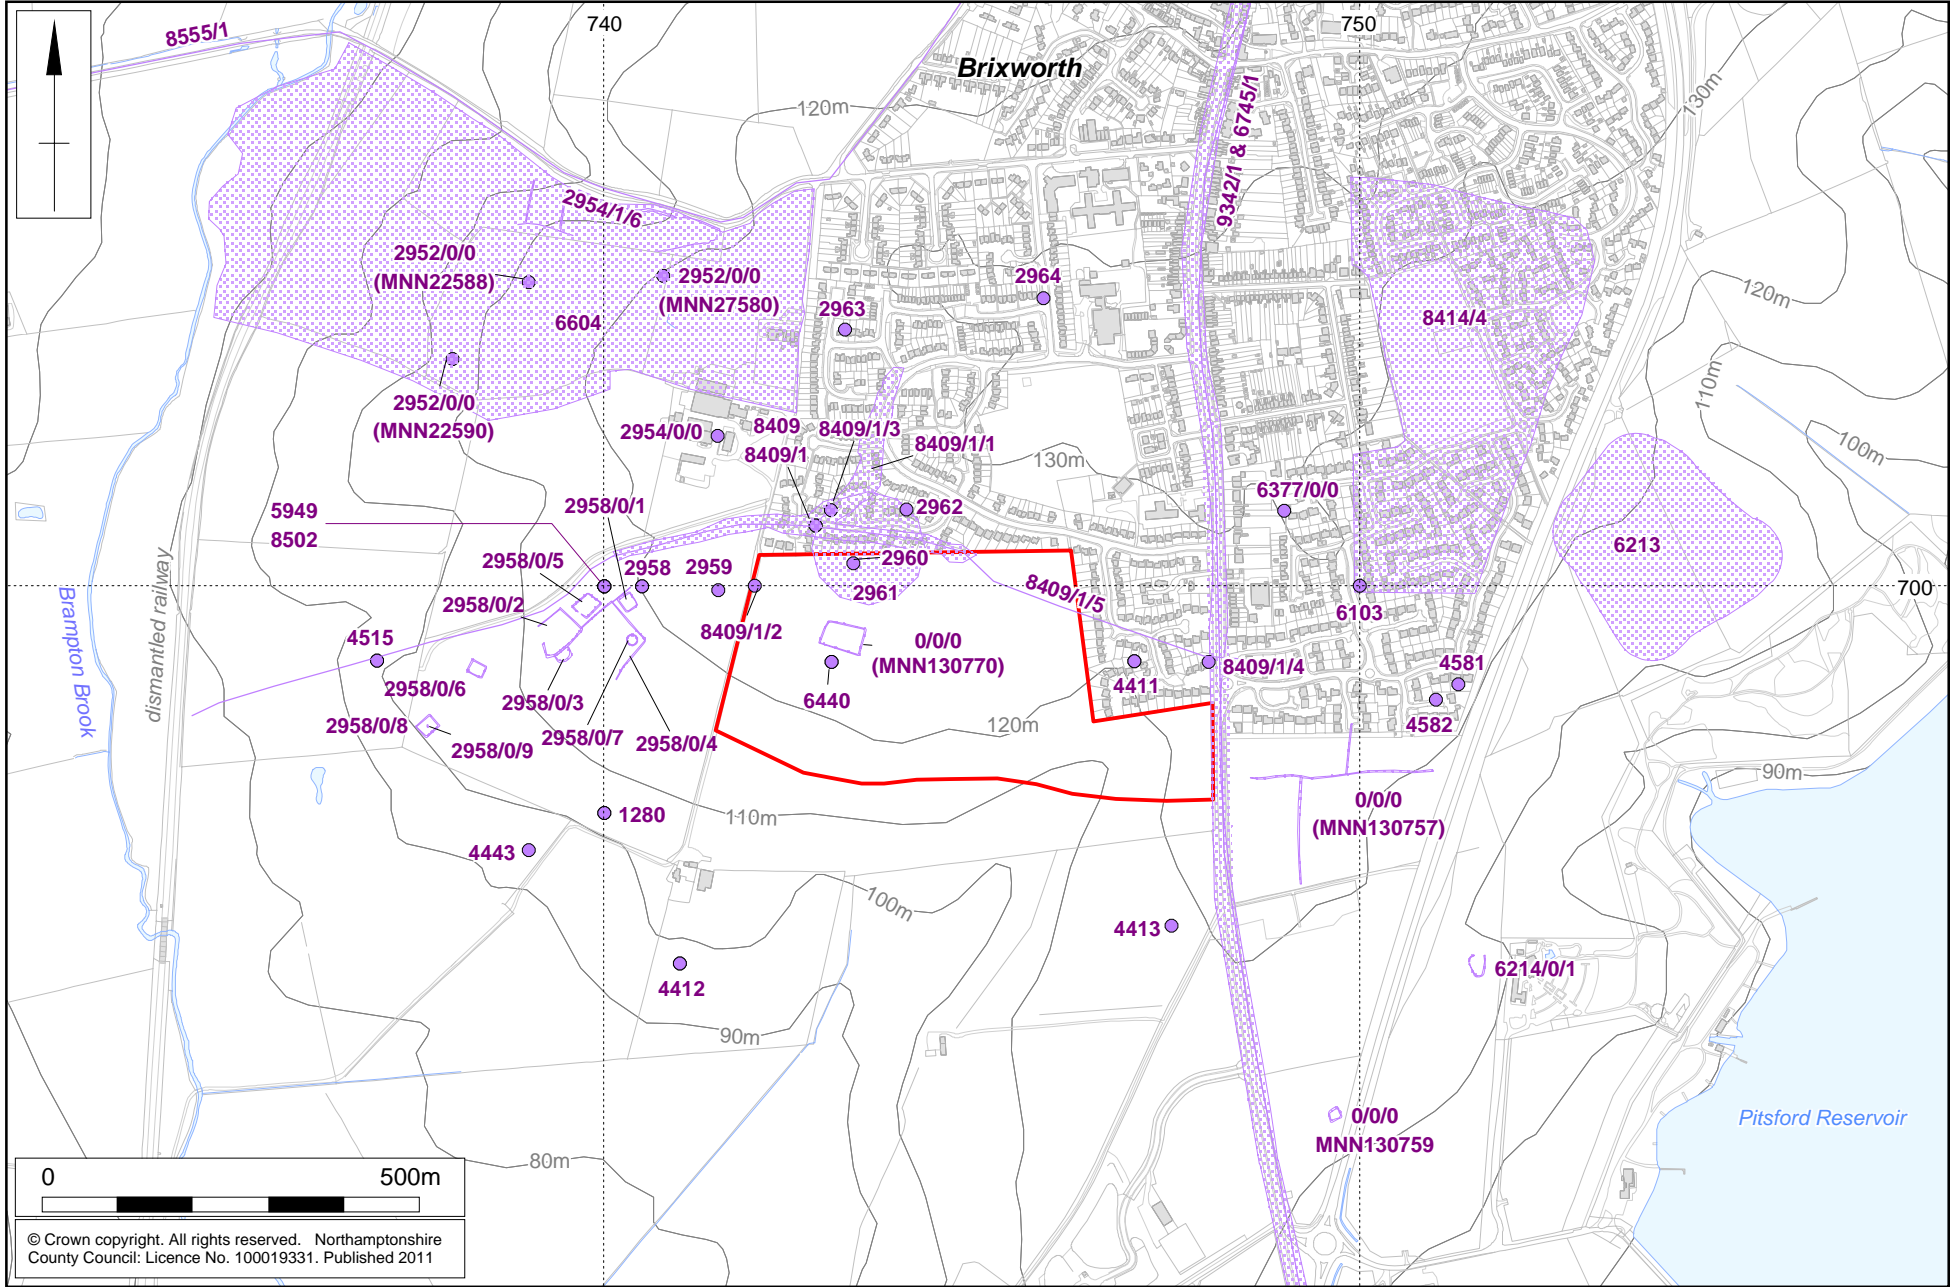 740
750
8555/1
Brixworth
120m
130m
9342/1 & 6745/1
2954/1/6
2952/0/0
(MNN22588)
2952/0/0
(MNN27580)
2964
120m
6604
2963
8414/4
2952/0/0
(MNN22590)
110m
2954/0/0
8409
8409/1/3
8409/1
8409/1/1
130m
100m
6377/0/0
2958/0/1
2962
5949
8502
6213
dismantled railway
2958/0/5
2958
2959
2960
2961
8409/1/5
700
2958/0/2
6103
Brampton Brook
4515
8409/1/2
0/0/0
(MNN130770)
8409/1/4
4411
4581
2958/0/6
2958/0/3
6440
4582
2958/0/8
2958/0/9
2958/0/7
2958/0/4
120m
90m
0/0/0
(MNN130757)
1280
110m
4443
100m
4413
6214/0/1
4412
90m
0/0/0
MNN130759
Pitsford Reservoir
80m
0
500m
© Crown copyright. All rights reserved. Northamptonshire
County Council: Licence No. 100019331. Published 2011